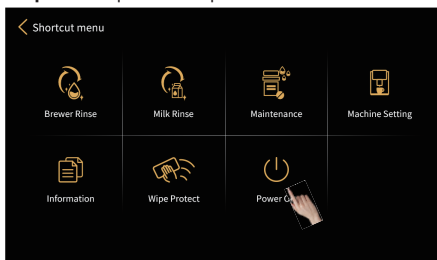 Shortcut menu
Brewer Rinse
Milk Rinse
Maintenance
Machine Setting
Information
Wipe Protect
Power